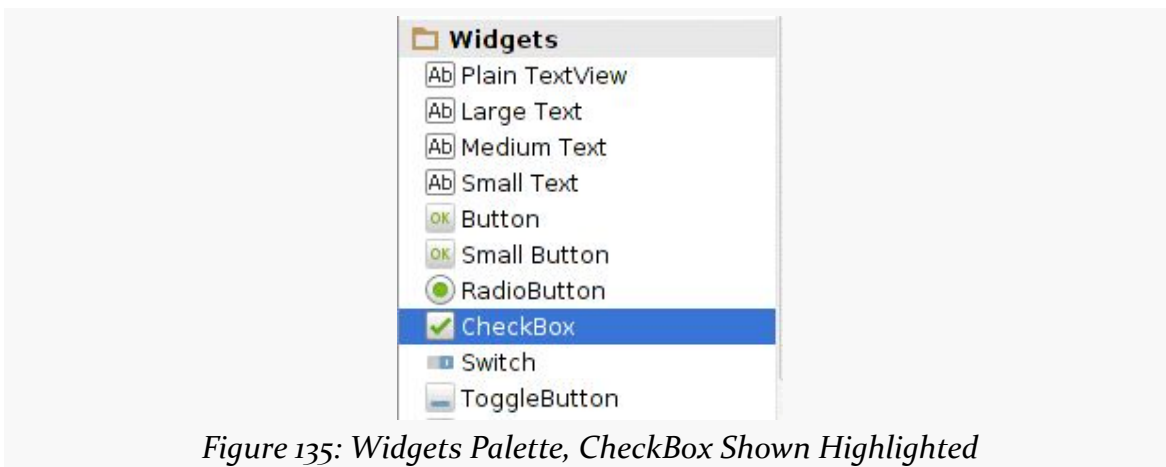 Widgets
Ab Plain TextView
Ab Large Text
Ab Medium Text
Ab Small Text
OK Button
OK Small Button
RadioButton
CheckBox
Switch
ToggleButton
Figure 135: Widgets Palette, CheckBox Shown Highlighted